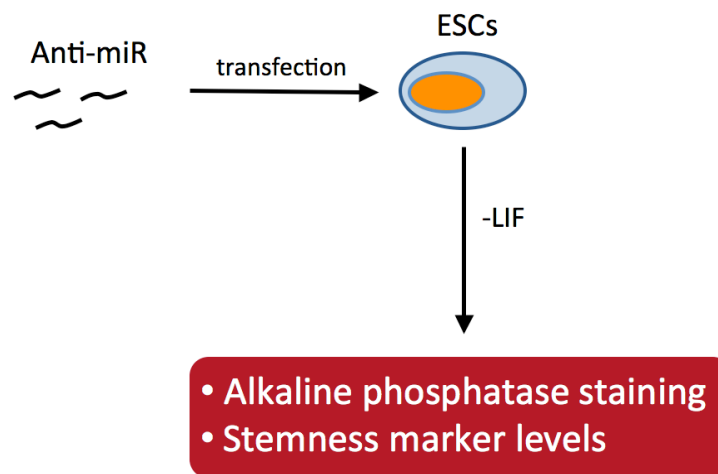 ESCs
Anti-miR
transfection
-LIF
• Alkaline phosphatase staining
• Stemness marker levels